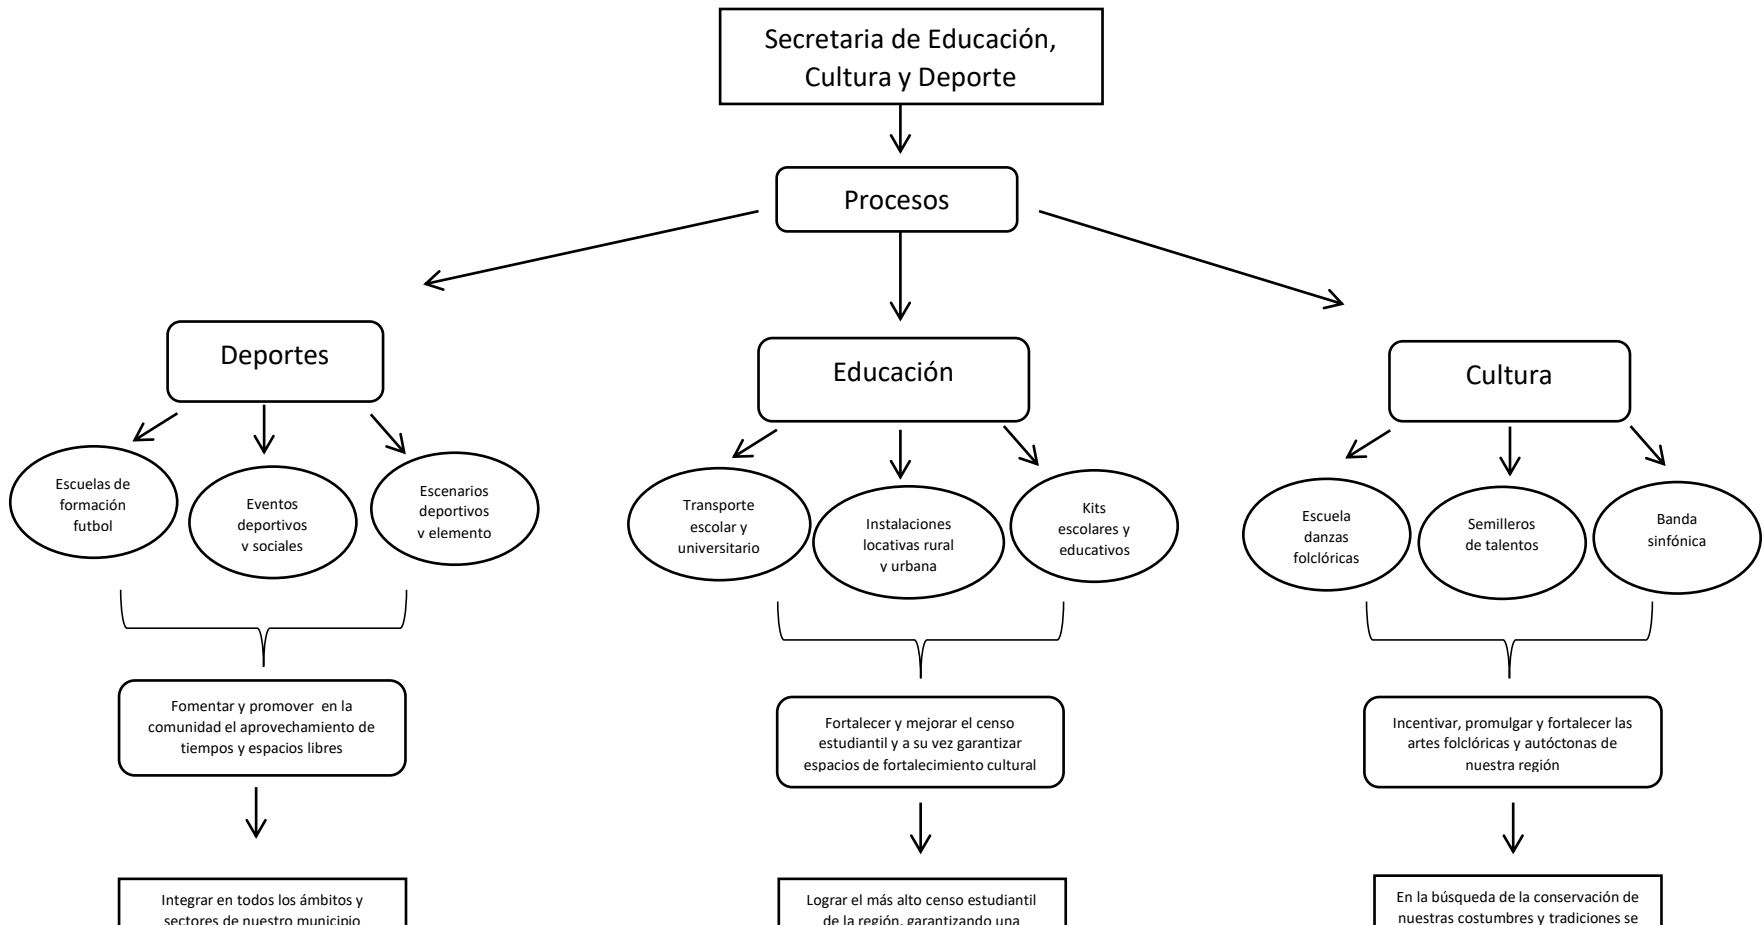 Secretaria de Educación,
Cultura y Deporte
Procesos
Deportes
Educación
Cultura
Escuelas de
formación
futbol
Eventos
deportivos
y sociales
Escenarios
deportivos
y elemento
Transporte
escolar y
universitario
Instalaciones
locativas rural
y urbana
Kits
escolares y
educativos
Escuela
danzas
folclóricas
Semilleros
de talentos
Banda
sinfónica
Fomentar y promover en la
comunidad el aprovechamiento de
tiempos y espacios libres
Fortalecer y mejorar el censo
estudiantil y a su vez garantizar
espacios de fortalecimiento cultural
Incentivar, promulgar y fortalecer las
artes folclóricas y autóctonas de
nuestra región
Integrar en todos los ámbitos y
sectores de nuestro municipio
Lograr el más alto censo estudiantil
de la región, garantizando una
En la búsqueda de la conservación de
nuestras costumbres y tradiciones se